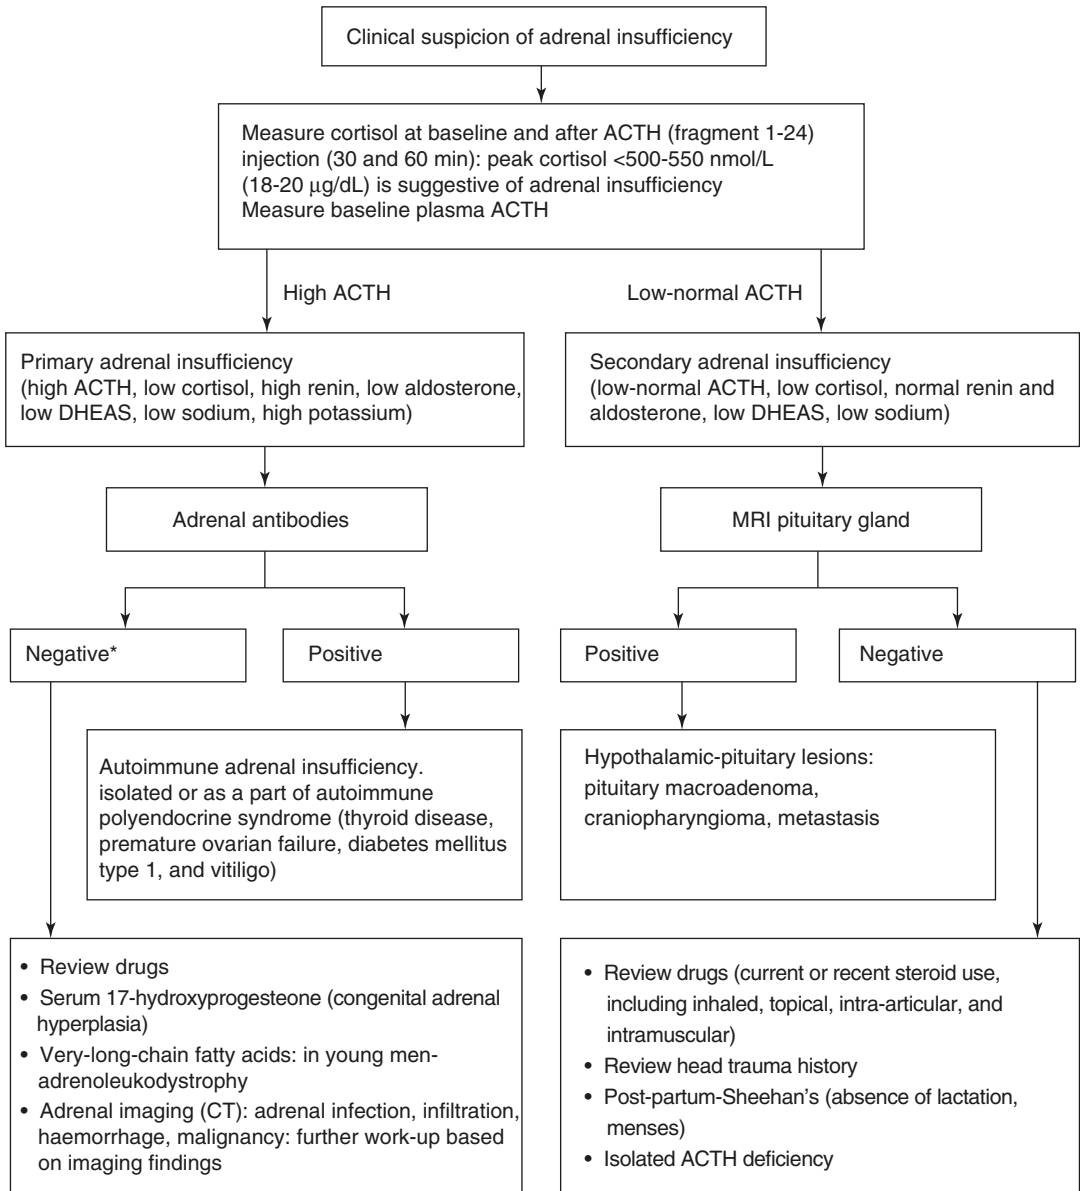 Clinical suspicion of adrenal insufficiency
Measure cortisol at baseline and after ACTH (fragment 1-24)
injection (30 and 60 min): peak cortisol <500-550 nmol/L
(18-20 µg/dL) is suggestive of adrenal insufficiency
Measure baseline plasma ACTH
High ACTH
Low-normal ACTH
Primary adrenal insufficiency
(high ACTH, low cortisol, high renin, low aldosterone,
low DHEAS, low sodium, high potassium)
Secondary adrenal insufficiency
(low-normal ACTH, low cortisol, normal renin and
aldosterone, low DHEAS, low sodium)
Adrenal antibodies
MRI pituitary gland
Negative*
Positive
Positive
Negative
Autoimmune adrenal insufficiency.
isolated or as a part of autoimmune
polyendocrine syndrome (thyroid disease,
premature ovarian failure, diabetes mellitus
type 1, and vitiligo)
Hypothalamic-pituitary lesions:
pituitary macroadenoma,
craniopharyngioma, metastasis
• Review drugs
• Serum 17-hydroxyprogesteone (congenital adrenal
hyperplasia)
• Very-long-chain fatty acids: in young men-
adrenoleukodystrophy
• Adrenal imaging (CT): adrenal infection, infiltration,
haemorrhage, malignancy: further work-up based
on imaging findings
• Review drugs (current or recent steroid use,
including inhaled, topical, intra-articular, and
intramuscular)
• Review head trauma history
• Post-partum-Sheehan's (absence of lactation,
menses)
• Isolated ACTH deficiency